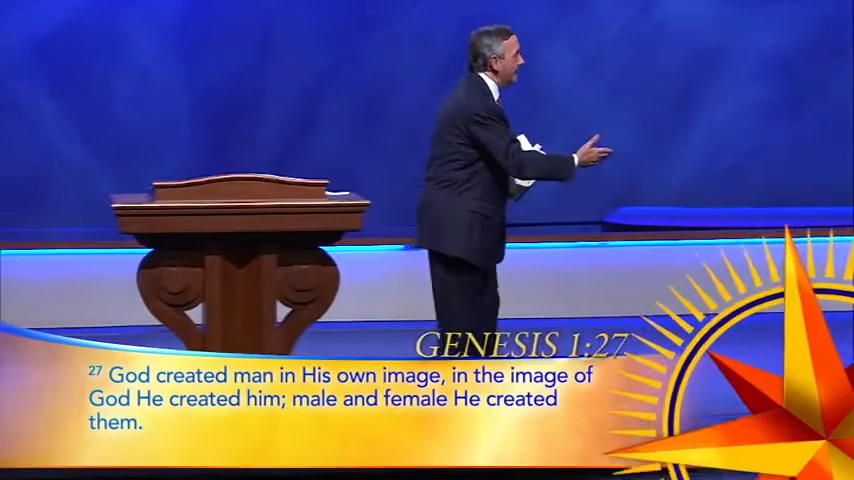 GENESIS 1:27
27 God created man in His own image, in the image of
God He created him; male and female He created
them.